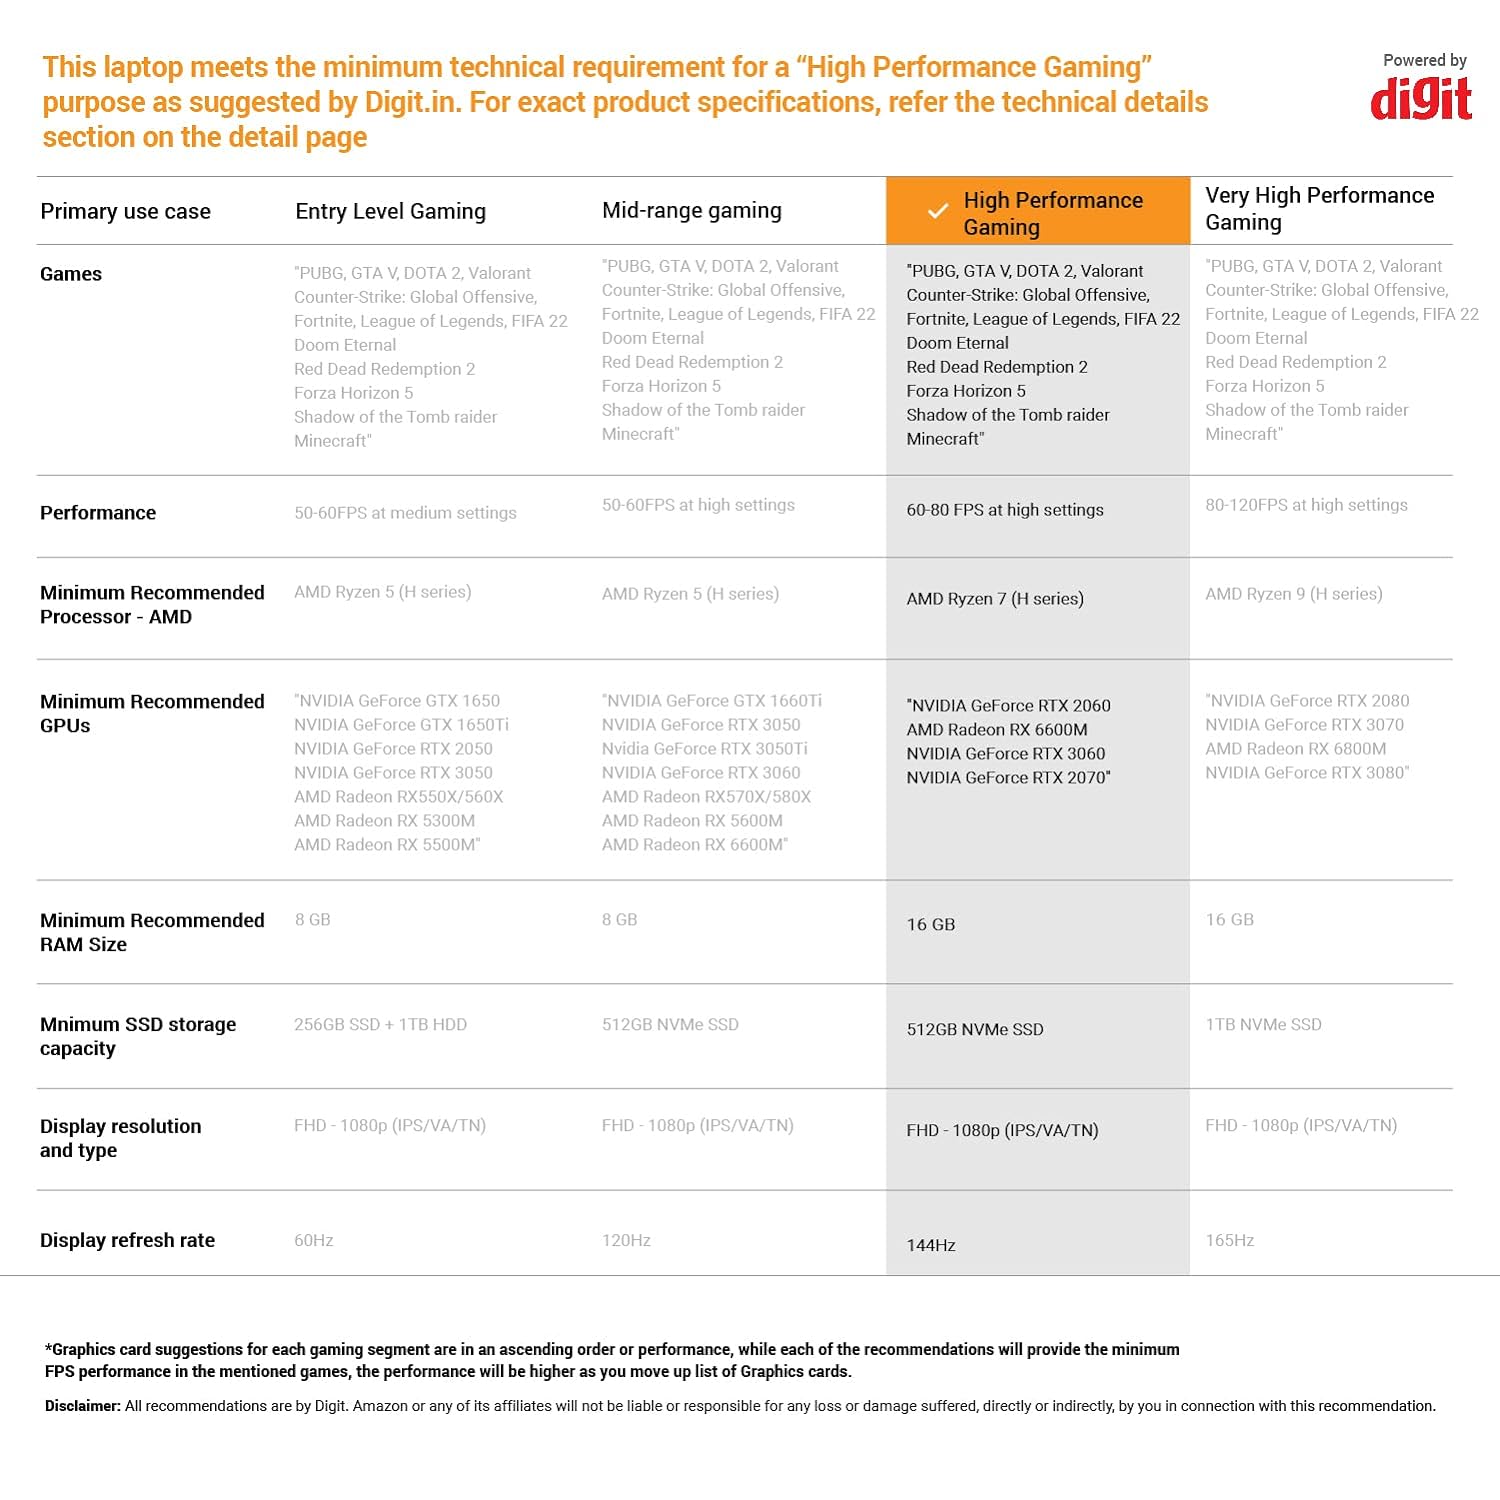 This laptop meets the minimum technical requirement for a “High Performance Gaming”
purpose as suggested by Digit.in. For exact product specifications, refer the technical details
section on the detail page
Powered by
digit
Primary use case
Entry Level Gaming
Mid-range gaming
High Performance
Gaming
Very High Performance
Gaming
Games
"PUBG, GTA V, DOTA 2, Valorant
Counter-Strike: Global Offensive,
Fortnite, League of Legends, FIFA 22
Doom Eternal
Red Dead Redemption 2
Forza Horizon 5
Shadow of the Tomb raider
Minecraft"
"PUBG, GTA V, DOTA 2, Valorant
Counter-Strike: Global Offensive,
Fortnite, League of Legends, FIFA 22
Doom Eternal
Red Dead Redemption 2
Forza Horizon 5
Shadow of the Tomb raider
Minecraft"
"PUBG, GTA V, DOTA 2, Valorant
Counter-Strike: Global Offensive,
Fortnite, League of Legends, FIFA 22
Doom Eternal
Red Dead Redemption 2
Forza Horizon 5
Shadow of the Tomb raider
Minecraft"
"PUBG, GTA V, DOTA 2, Valorant
Counter-Strike: Global Offensive,
Fortnite, League of Legends, FIFA 22
Doom Eternal
Red Dead Redemption 2
Forza Horizon 5
Shadow of the Tomb raider
Minecraft"
Performance
50-60FPS at medium settings
50-60FPS at high settings
60-80 FPS at high settings
80-120FPS at high settings
Minimum Recommended
Processor - AMD
AMD Ryzen 5 (H series)
AMD Ryzen 5 (H series)
AMD Ryzen 7 (H series)
AMD Ryzen 9 (H series)
Minimum Recommended
GPUs
"NVIDIA GeForce GTX 1650
NVIDIA GeForce GTX 1650Ti
NVIDIA GeForce RTX 2050
NVIDIA GeForce RTX 3050
AMD Radeon RX550X/560X
AMD Radeon RX 5300M
AMD Radeon RX 5500M"
"NVIDIA GeForce GTX 1660Ti
NVIDIA GeForce RTX 3050
Nvidia GeForce RTX 3050Ti
NVIDIA GeForce RTX 3060
AMD Radeon RX570X/580X
AMD Radeon RX 5600M
AMD Radeon RX 6600M"
"NVIDIA GeForce RTX 2060
AMD Radeon RX 6600M
NVIDIA GeForce RTX 3060
NVIDIA GeForce RTX 2070"
"NVIDIA GeForce RTX 2080
NVIDIA GeForce RTX 3070
AMD Radeon RX 6800M
NVIDIA GeForce RTX 3080"
Minimum Recommended
RAM Size
8 GB
8 GB
16 GB
16 GB
Mnimum SSD storage
capacity
256GB SSD + 1TB HDD
512GB NVMe SSD
512GB NVMe SSD
1TB NVMe SSD
Display resolution
and type
FHD - 1080p (IPS/VA/TN)
FHD - 1080p (IPS/VA/TN)
FHD - 1080p (IPS/VA/TN)
FHD - 1080p (IPS/VA/TN)
Display refresh rate
60Hz
120Hz
144Hz
165Hz
*Graphics card suggestions for each gaming segment are in an ascending order or performance, while each of the recommendations will provide the minimum
FPS performance in the mentioned games, the performance will be higher as you move up list of Graphics cards.
Disclaimer: All recommendations are by Digit. Amazon or any of its affiliates will not be liable or responsible for any loss or damage suffered, directly or indirectly, by you in connection with this recommendation.